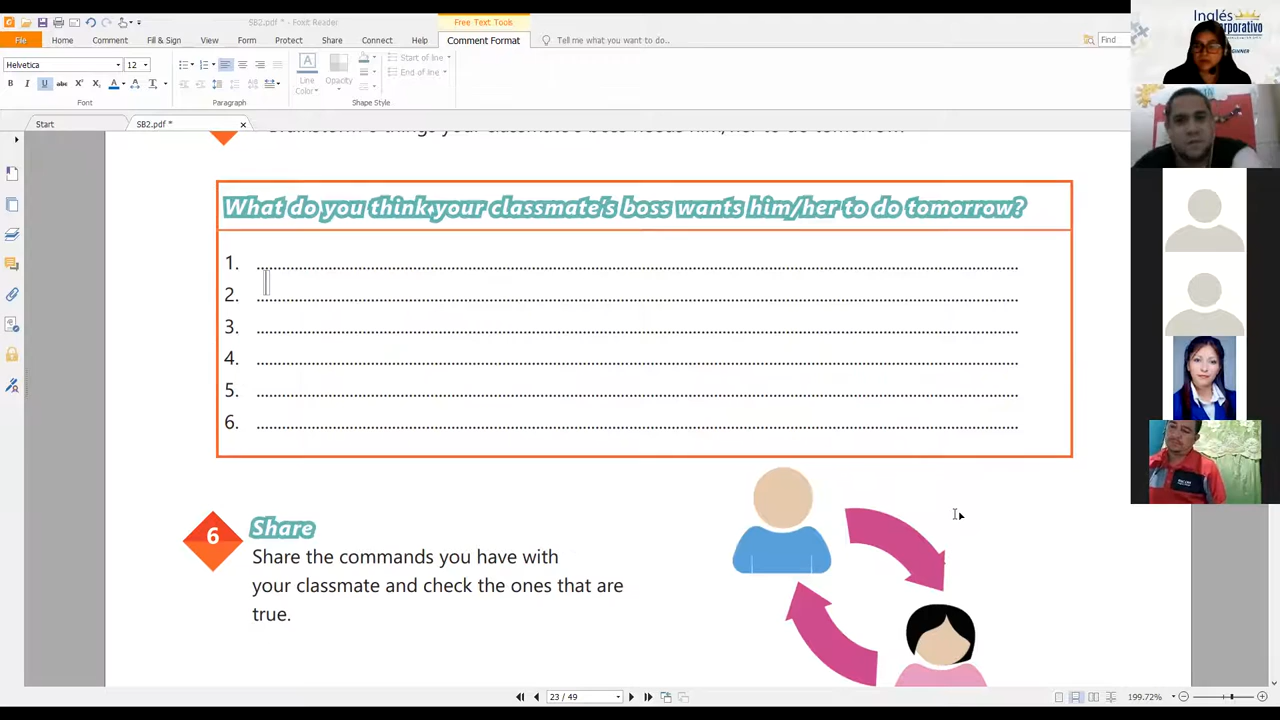 SB2.pdf * - Foxit Reader
Free Text Tools
File Home Comment Fill & Sign View Form Protect Share Connect Help Comment Format Tell me what you want to do.. Find
Helvetica 12 Start of line
End of line
Line Color Opacity
Font Paragraph Shape Style
Start SB2.pdf *
What do you think your classmate's boss wants him/her to do tomorrow?
1.
2.
3.
4.
5.
6.
6 Share
Share the commands you have with
your classmate and check the ones that are
true.
23 / 49 199.72%
Inglés